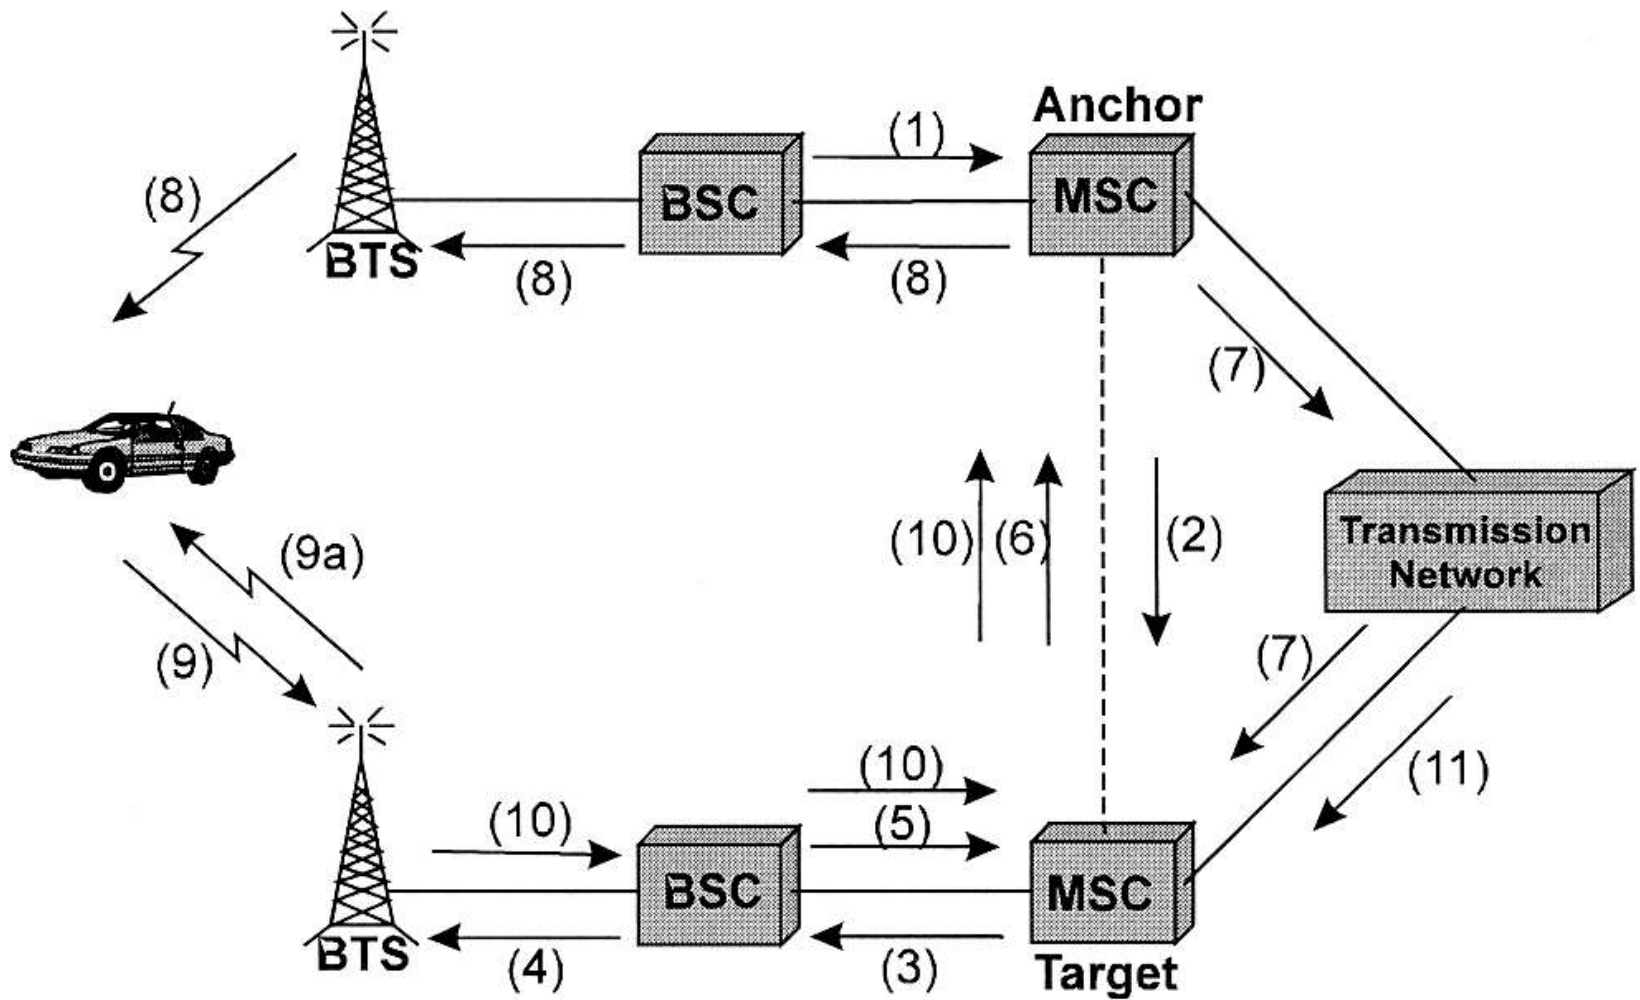 Anchor
(1)
BSC
MSC
(8)
BTS
(8)
(8)
(7)
(9a)
(10)
(6)
(2)
Transmission
Network
(9)
(7)
(10)
(11)
(10)
(5)
BSC
MSC
BTS
(4)
(3)
Target